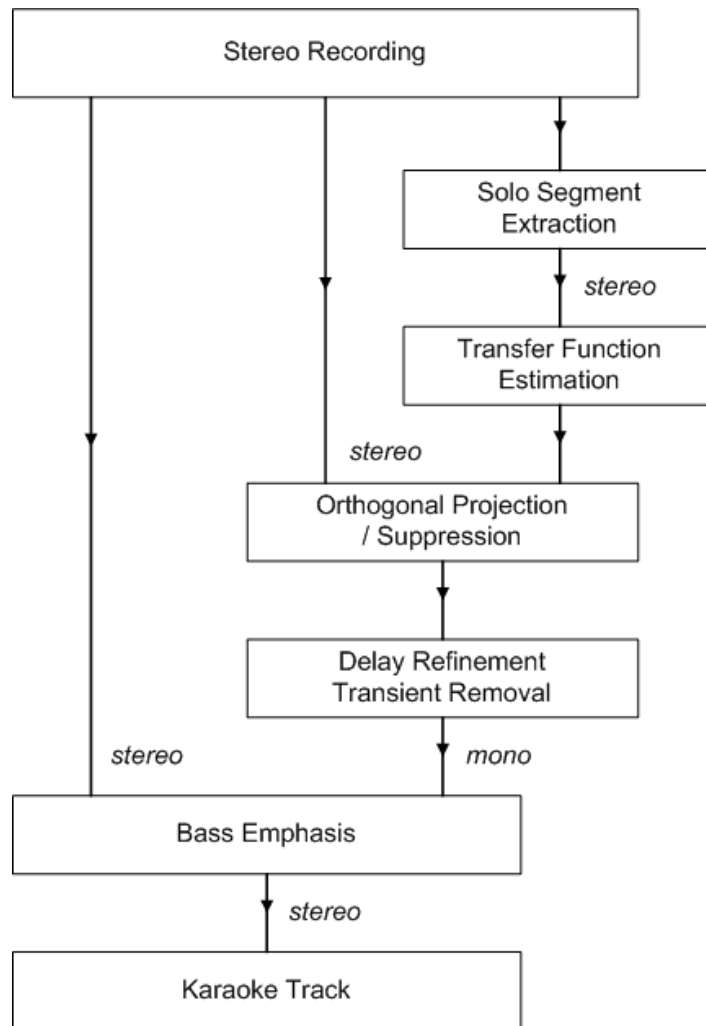 Stereo Recording
Solo Segment
Extraction
stereo
Transfer Function
Estimation
stereo
Orthogonal Projection
/ Suppression
Delay Refinement
Transient Removal
stereo
mono
Bass Emphasis
stereo
Karaoke Track